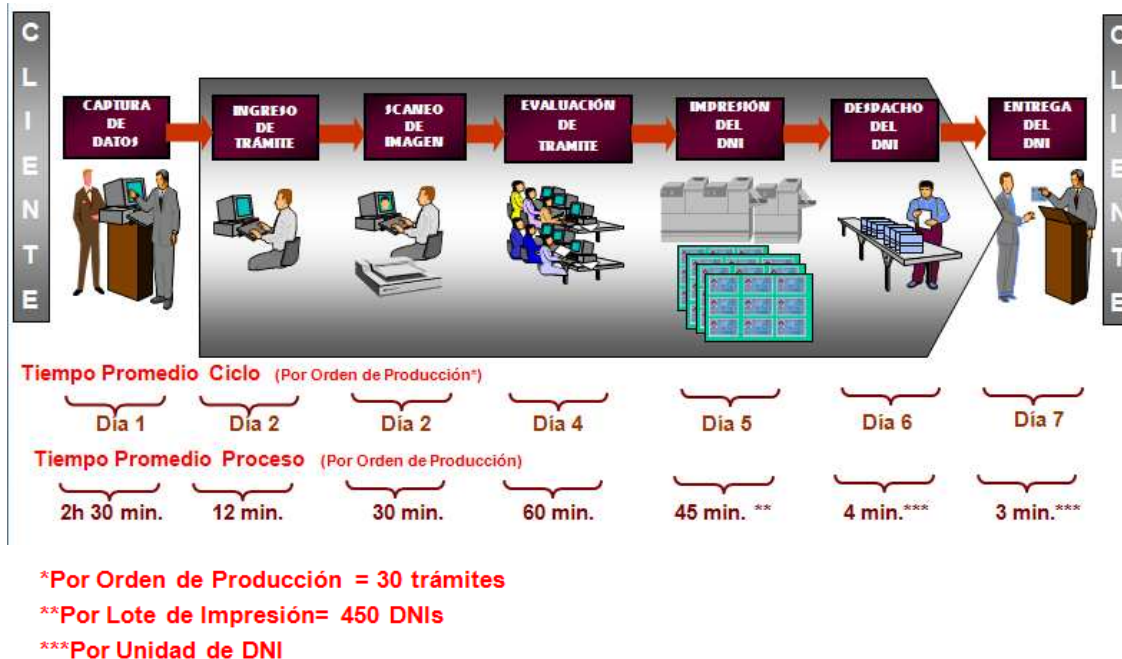 CLIENTE
CAPTURA
DE
DATOS
INGRESO
DE
TRÁMITE
SCANEO
DE
IMAGEN
EVALUACIÓN
DE
TRAMITE
IMPRESIÓN
DEL
DNI
DESPACHO
DEL
DNI
ENTREGA
DEL
DNI
CLIENTE
Tiempo Promedio Ciclo (Por Orden de Producción*)
Día 1 Día 2 Día 2 Día 4 Día 5 Día 6 Día 7
Tiempo Promedio Proceso (Por Orden de Producción)
2h 30 min. 12 min. 30 min. 60 min. 45 min. ** 4 min.*** 3 min.***
*Por Orden de Producción = 30 trámites
**Por Lote de Impresión= 450 DNIs
***Por Unidad de DNI